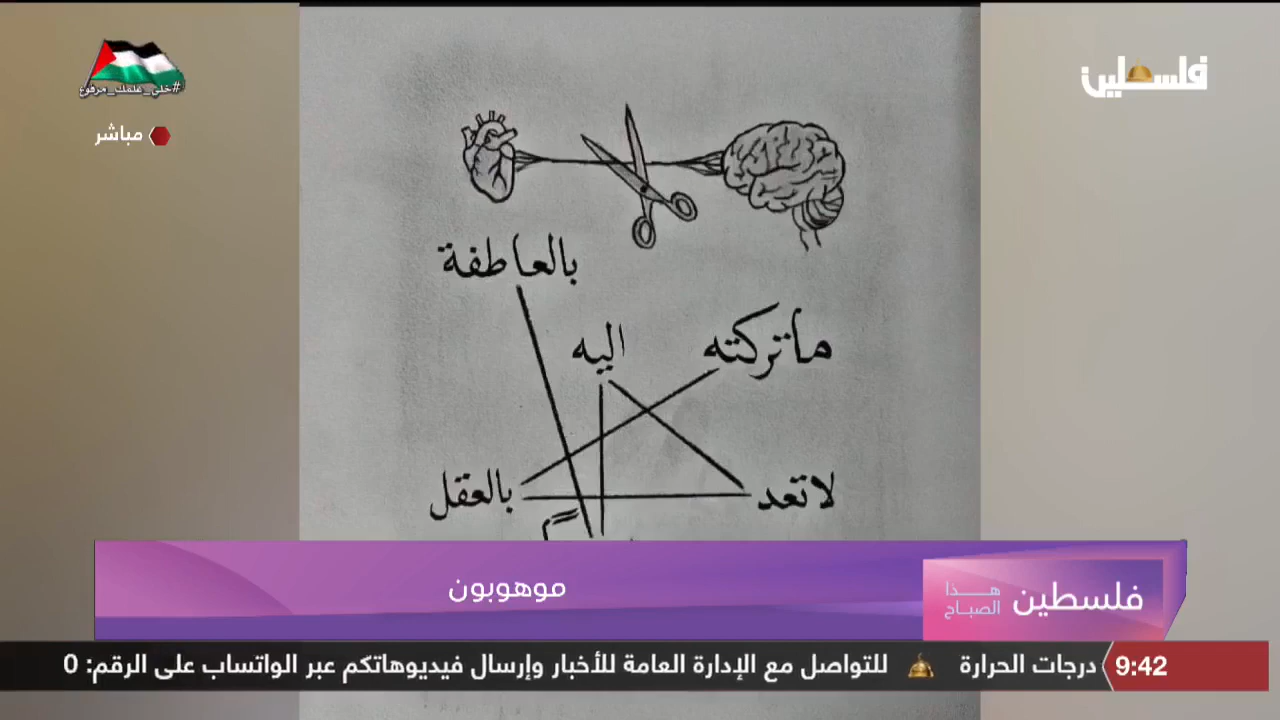 فلسطين
#خلي_علمك_مرفوع
مباشر
بالعاطفة
ماتركته
اليه
لاتعد
بالعقل
موهوبون
فلسطين
هذا الصباح
9:42
درجات الحرارة
للتواصل مع الإدارة العامة للأخبار وإرسال فيديوهاتكم عبر الواتساب على الرقم: 0